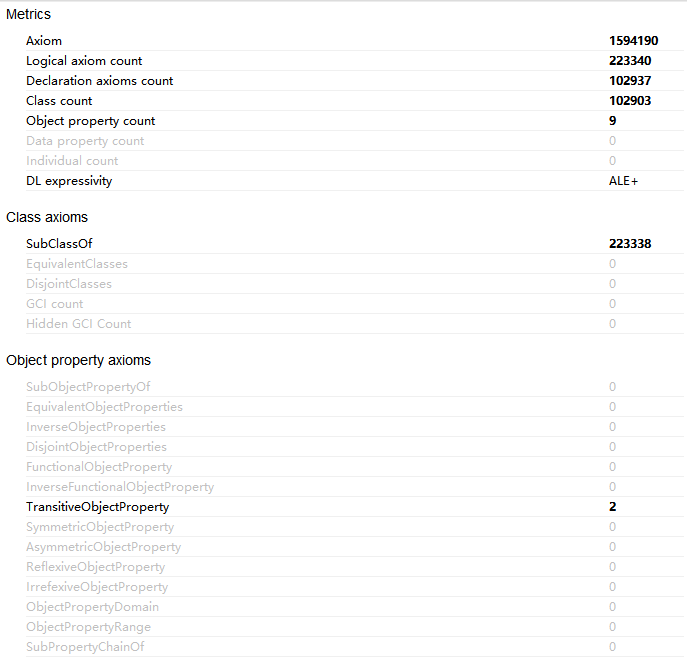 Metrics
Axiom 1594190
Logical axiom count 223340
Declaration axioms count 102937
Class count 102903
Object property count 9
Data property count 0
Individual count 0
DL expressivity ALE+
Class axioms
SubClassOf 223338
EquivalentClasses 0
DisjointClasses 0
GCI count 0
Hidden GCI Count 0
Object property axioms
SubObjectPropertyOf 0
EquivalentObjectProperties 0
InverseObjectProperties 0
DisjointObjectProperties 0
FunctionalObjectProperty 0
InverseFunctionalObjectProperty 0
TransitiveObjectProperty 2
SymmetricObjectProperty 0
AsymmetricObjectProperty 0
ReflexiveObjectProperty 0
IrrefexiveObjectProperty 0
ObjectPropertyDomain 0
ObjectPropertyRange 0
SubPropertyChainOf 0